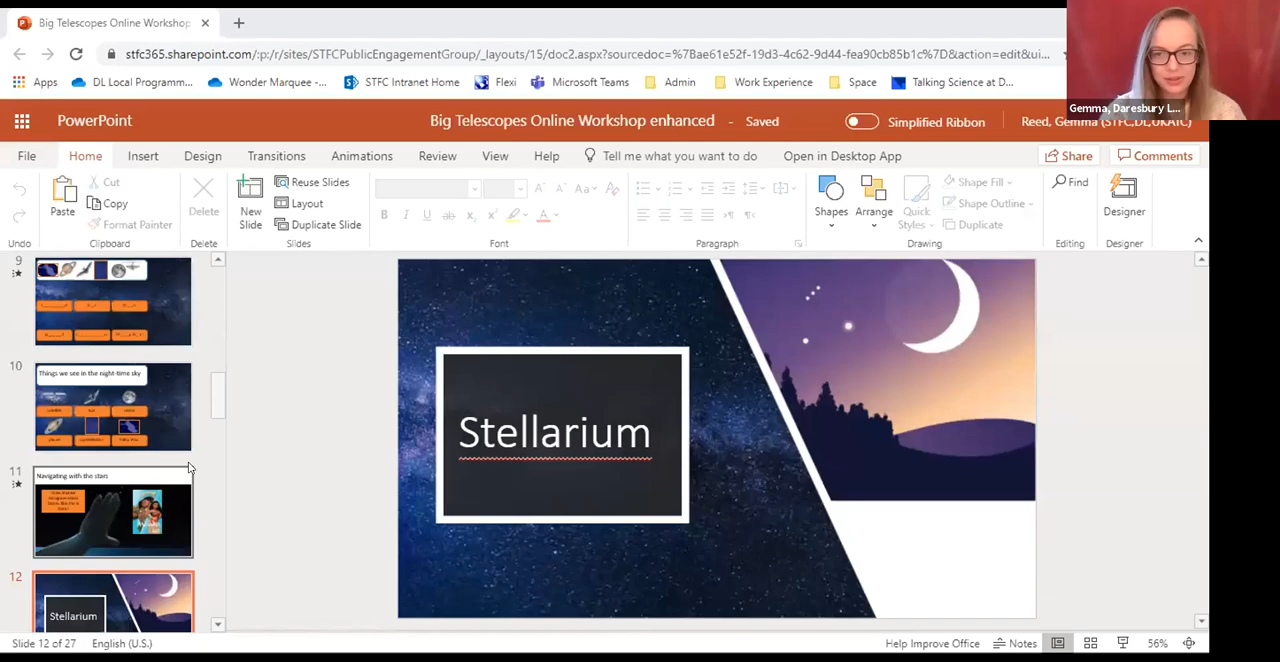 Big Telescopes Online Workshop
stfc365.sharepoint.com/:p:/r/sites/STFCPublicEngagementGroup/_layouts/15/doc2.aspx?sourcedoc=%7Bae61e52f-19d3-4c62-9d44-fea90cb85b1c%7D&action=edit&ui...
Apps DL Local Programm... Wonder Marquee -... STFC Intranet Home Flexi Microsoft Teams Admin Work Experience Space Talking Science at D...
Gemma, Daresbury L...
PowerPoint Big Telescopes Online Workshop enhanced - Saved Simplified Ribbon Reed, Gemma (STFC,DL,UKATC)
File Home Insert Design Transitions Animations Review View Help Tell me what you want to do Open in Desktop App Share Comments
Cut
Copy
Format Painter
Paste
Undo
Clipboard
Delete
Delete
New Slide
Reuse Slides
Layout
Duplicate Slide
Slides
Font
Paragraph
Shapes
Arrange
Quick Styles
Shape Fill
Shape Outline
Duplicate
Drawing
Find
Editing
Designer
Designer
9
10
Things we see in the night-time sky
11
Navigating with the stars
12
Stellarium
Stellarium
Slide 12 of 27 English (U.S.) Help Improve Office Notes 56%